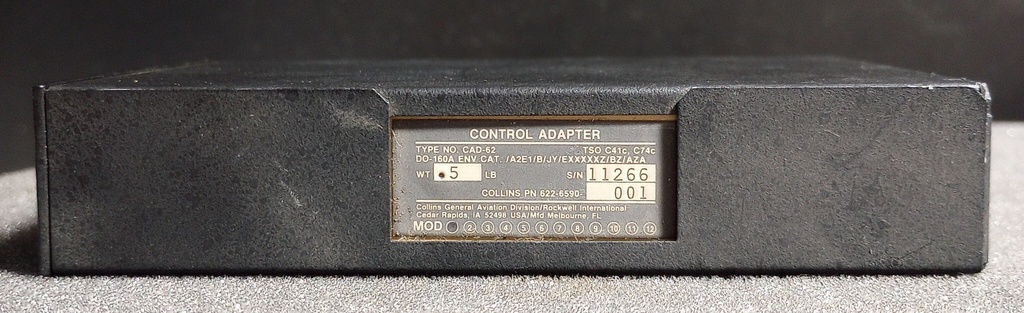 CONTROL ADAPTER
TYPE NO. CAD-62 TSO C41c, C74c
DO-160A ENV CAT. /A2E1/B/JY/EXXXXXZ/BZ/AZA
WT .5 LB S/N 11266
COLLINS PN 622-6590- 001
Collins General Aviation Division/Rockwell International
Cedar Rapids, IA 52498 USA/Mfd Melbourne, FL
MOD 2 3 4 5 6 7 8 9 10 11 12